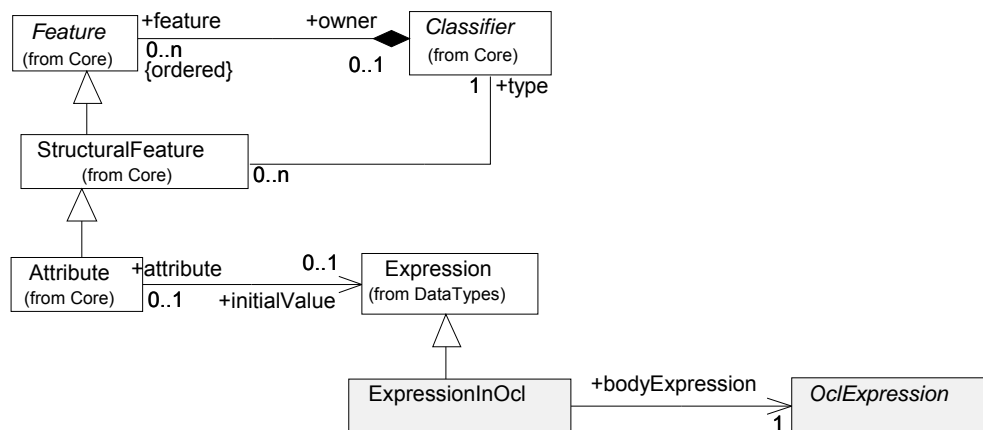 Feature
(from Core)
+feature
0..n
{ordered}
+owner
0..1
Classifier
(from Core)
1
+type
StructuralFeature
(from Core)
0..n
Attribute
(from Core)
+attribute
0..1
0..1
+initialValue
Expression
(from DataTypes)
ExpressionInOcl
+bodyExpression
1
OclExpression